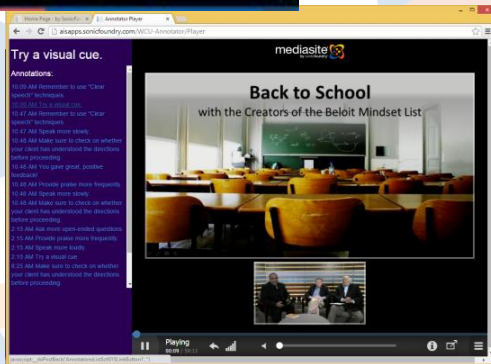 Home Page - by SonicFo
Annotator Player
aisapps.sonicfoundry.com/WCU-Annotator/Player
Try a visual cue.
mediasite
by sonicfoundry
Annotations:
10:09 AM Remember to use "Clear
speech" techniques
10:09 AM Try a visual cue.
10:47 AM Remember to use "Clear
speech" techniques
10:47 AM Speak more slowly.
10:48 AM Make sure to check on whether
your client has understood the directions
before proceeding.
10:48 AM You gave great, positive
feedback!
10:48 AM Provide praise more frequently.
10:48 AM Speak more slowly.
10:48 AM Make sure to check on whether
your client has understood the directions
before proceeding.
2:15 AM Ask more open-ended questions.
2:15 AM Provide praise more frequently.
2:15 AM Speak more loudly.
2:10 AM Try a visual cue.
8:25 AM Make sure to check on whether
your client has understood the directions
before proceeding.
Back to School
with the Creators of the Beloit Mindset List
Playing
00:09